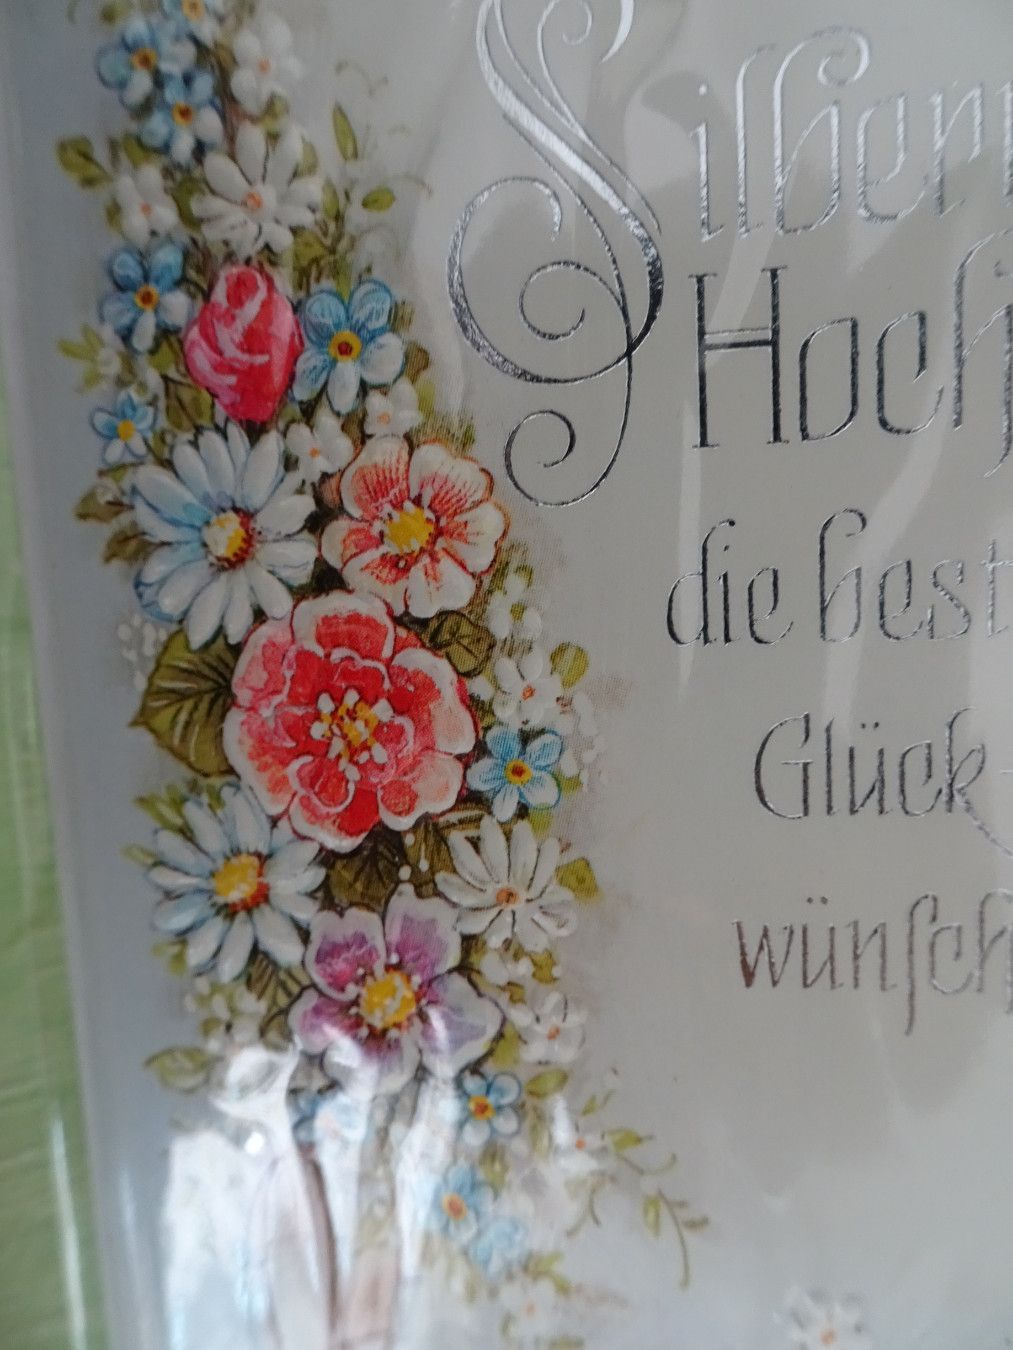 Silbern
Hoch
die best
Glück-
wünsch